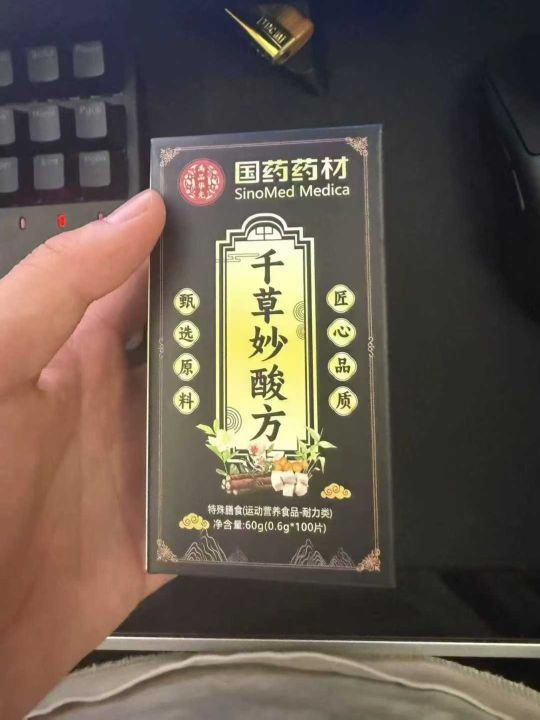 国药药材
SinoMed Medica
千草妙酸方
甄选原料
匠心品质
特殊膳食(运动营养食品-耐力类)
净含量:60g(0.6g*100片)